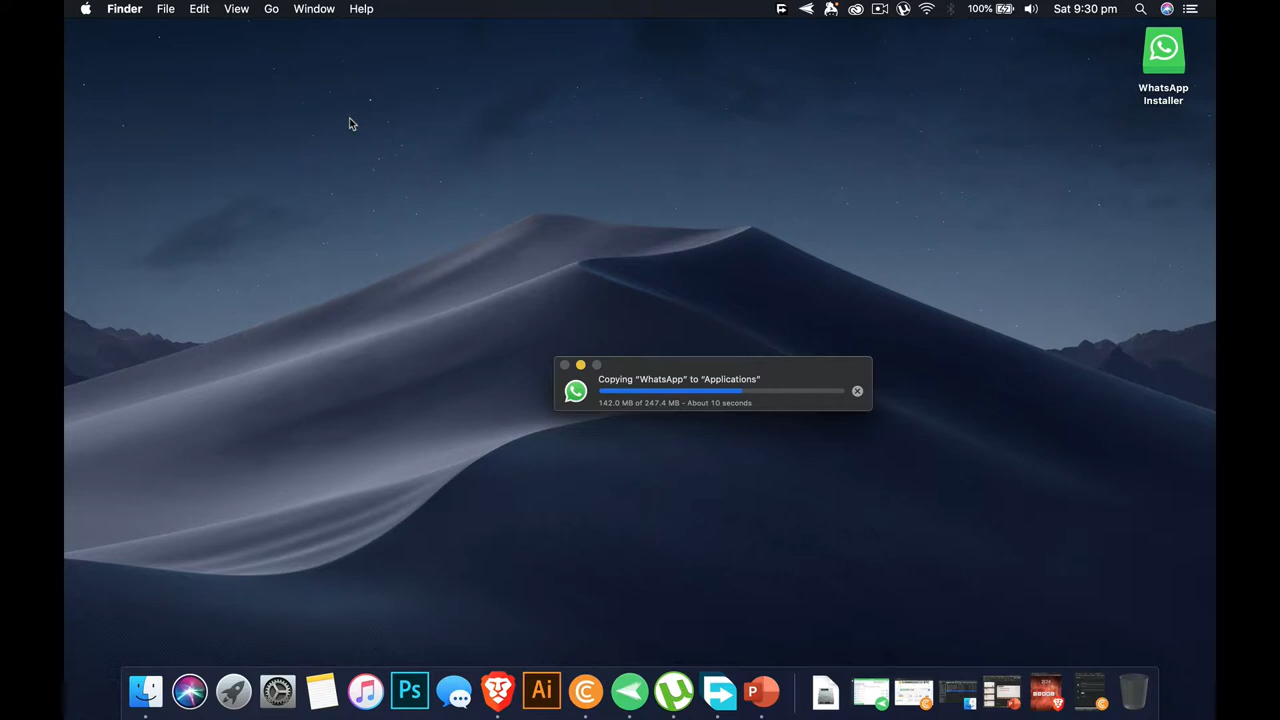 Finder File Edit View Go Window Help 100% Sat 9:30 pm
WhatsApp
Installer
Copying “WhatsApp” to “Applications”
142.0 MB of 247.4 MB - About 10 seconds
Ps Ai P